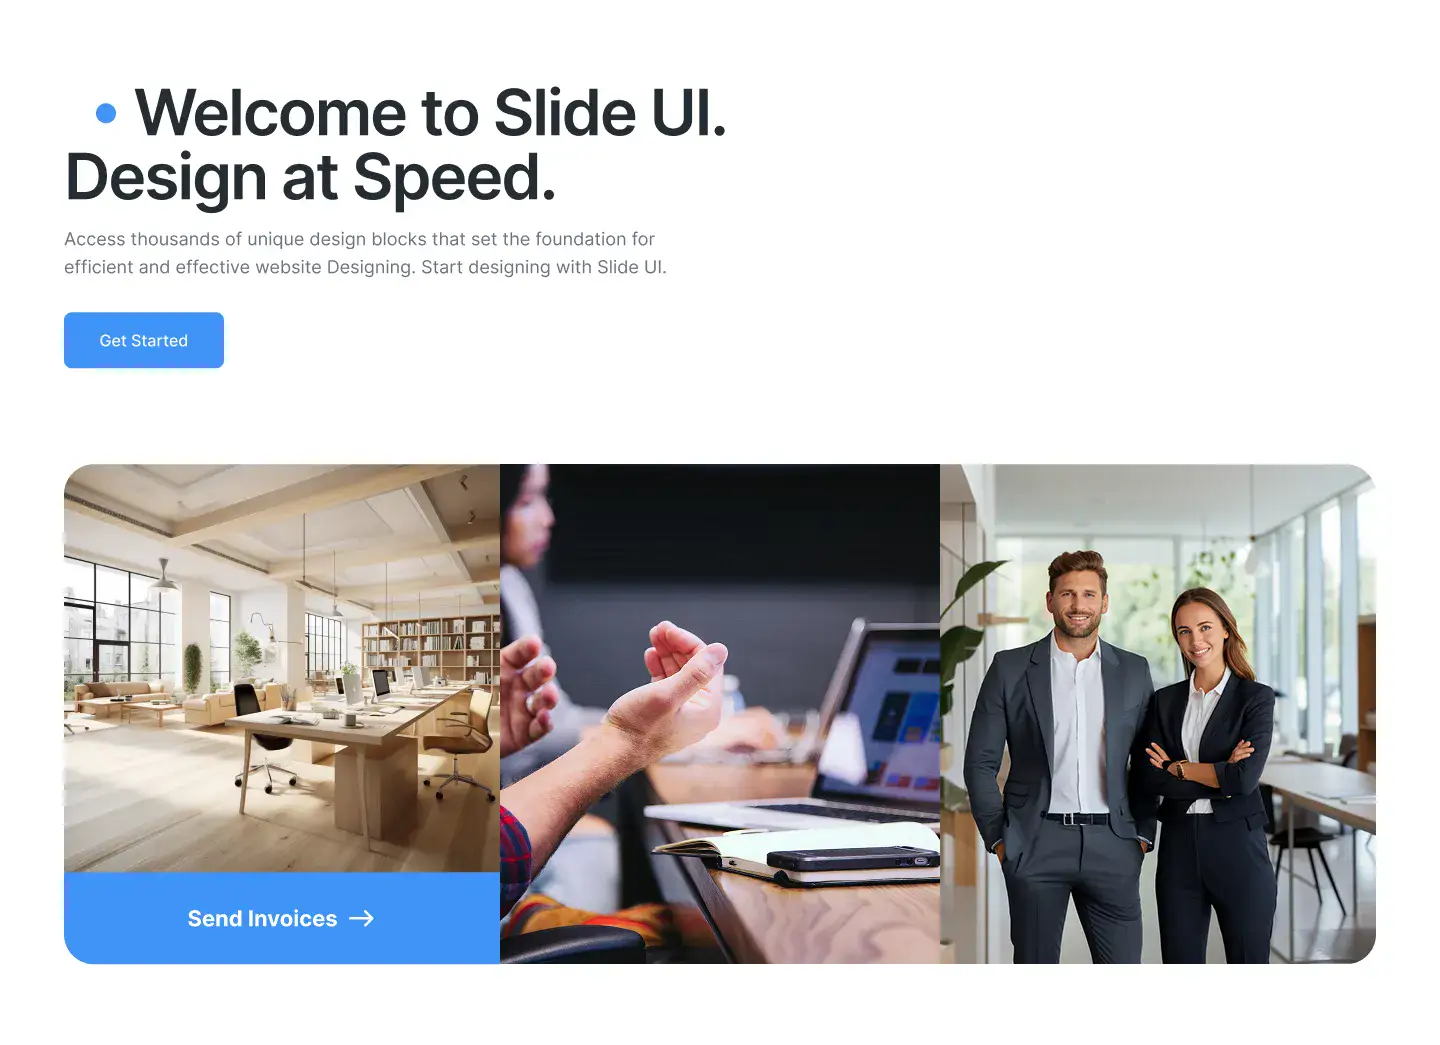 Welcome to Slide UI.
Design at Speed.
Access thousands of unique design blocks that set the foundation for
efficient and effective website Designing. Start designing with Slide UI.
Get Started
Send Invoices